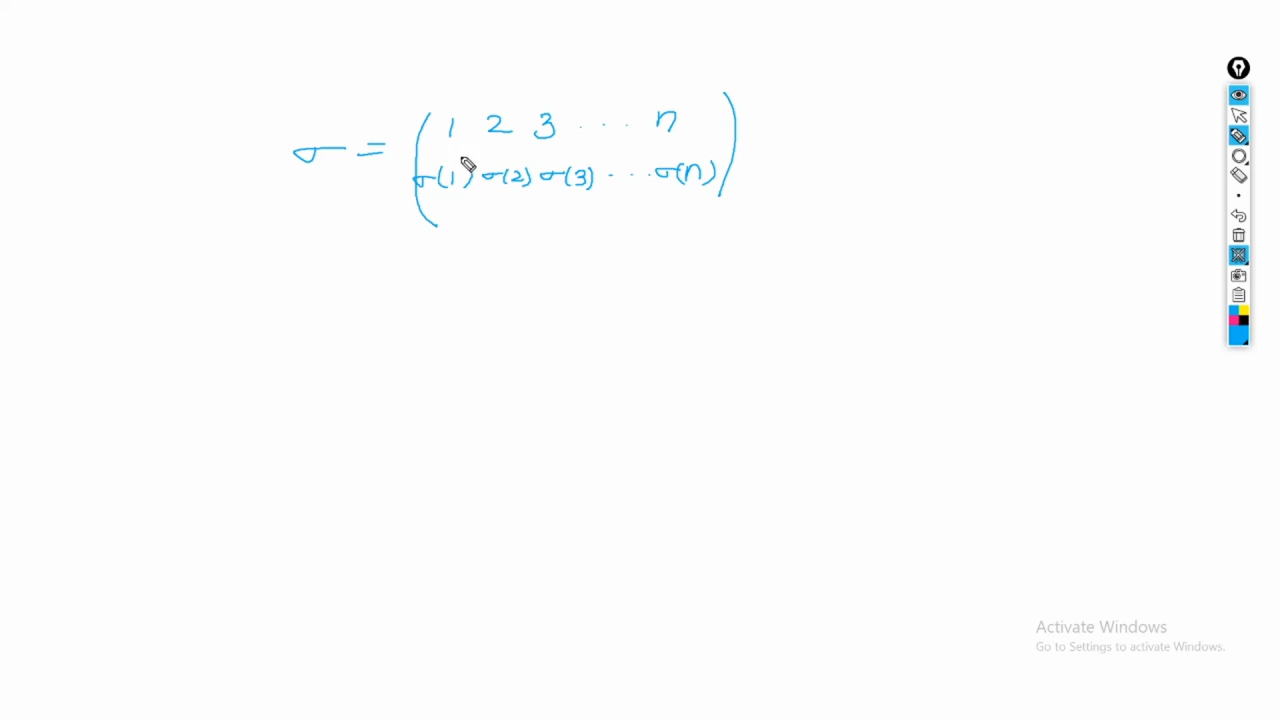 σ = ( 1 2 3 ... n )
( σ(1) σ(2) σ(3) ... σ(n) )
Activate Windows
Go to Settings to activate Windows.